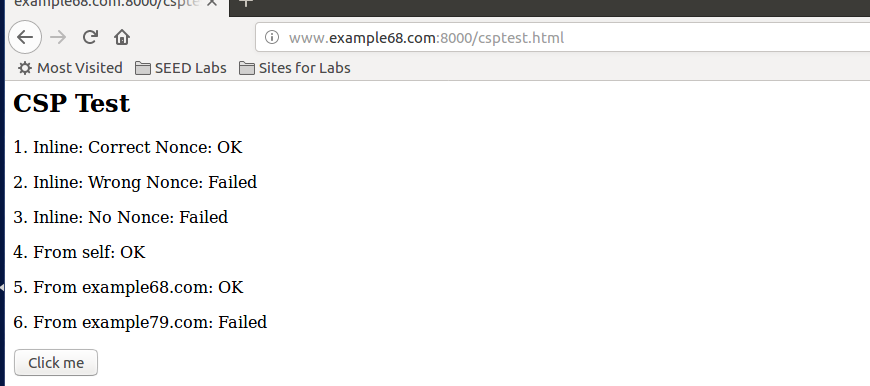 example68.com:8000/cspte
www.example68.com:8000/csptest.html
Most Visited SEED Labs Sites for Labs
CSP Test
1. Inline: Correct Nonce: OK
2. Inline: Wrong Nonce: Failed
3. Inline: No Nonce: Failed
4. From self: OK
5. From example68.com: OK
6. From example79.com: Failed
Click me